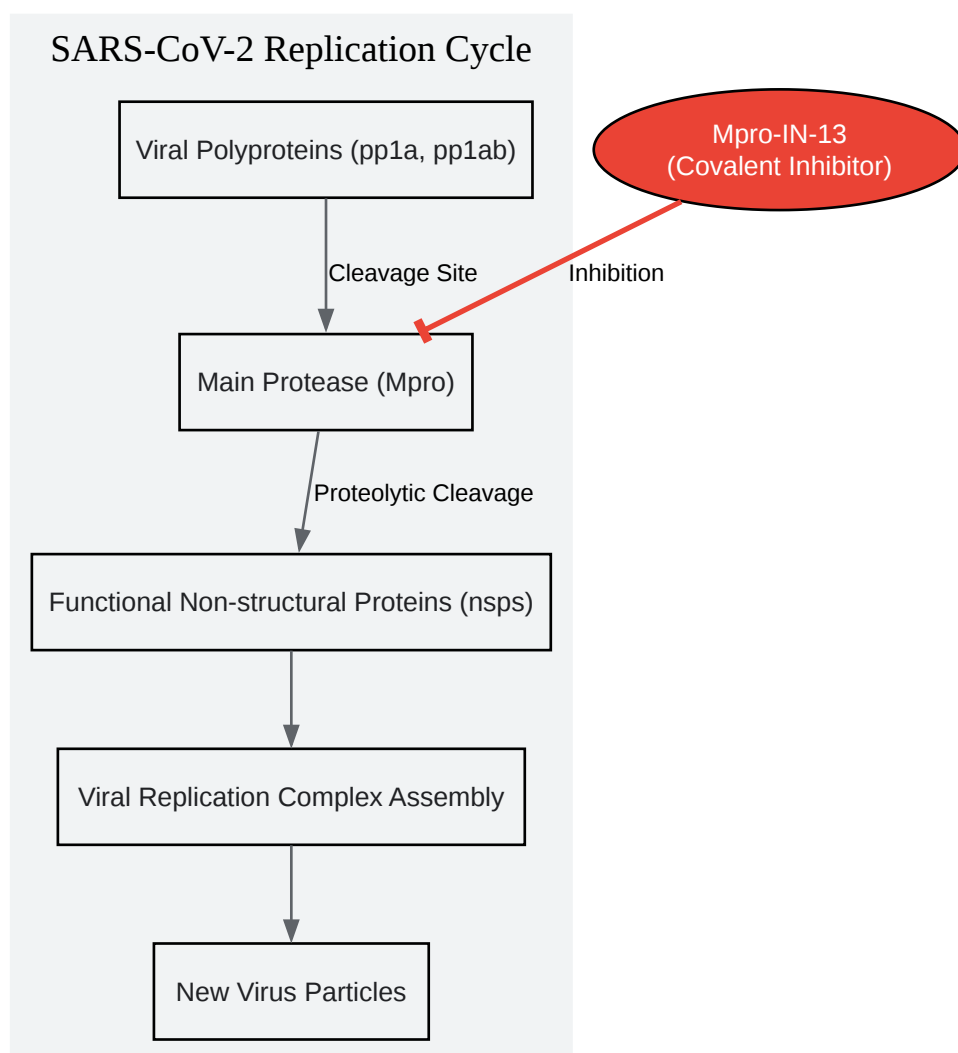 SARS-CoV-2 Replication Cycle
Viral Polyproteins (pp1a, pp1ab)
Mpro-IN-13
(Covalent Inhibitor)
Cleavage Site
Inhibition
Main Protease (Mpro)
Proteolytic Cleavage
Functional Non-structural Proteins (nsps)
Viral Replication Complex Assembly
New Virus Particles